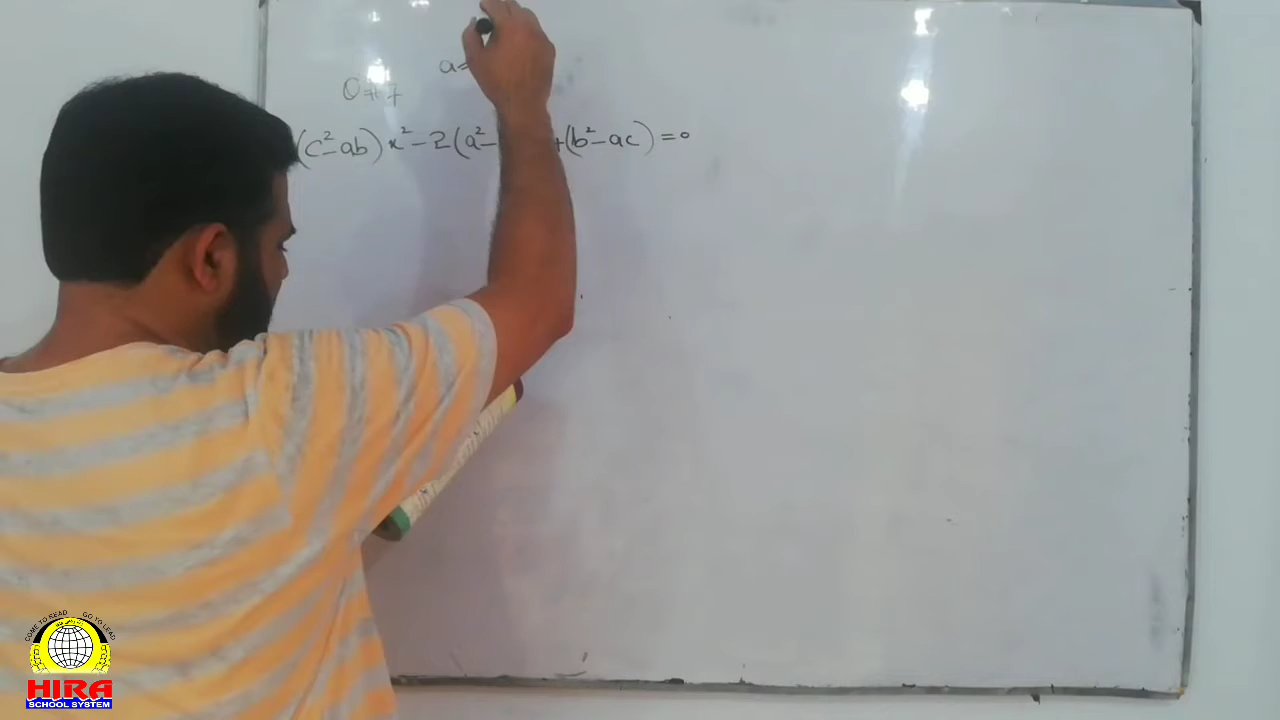 a=
Q#7
(c²-ab)x²-2(a²- +(b²-ac)=0
COME TO READ GO TO LEAD
HIRA
SCHOOL SYSTEM